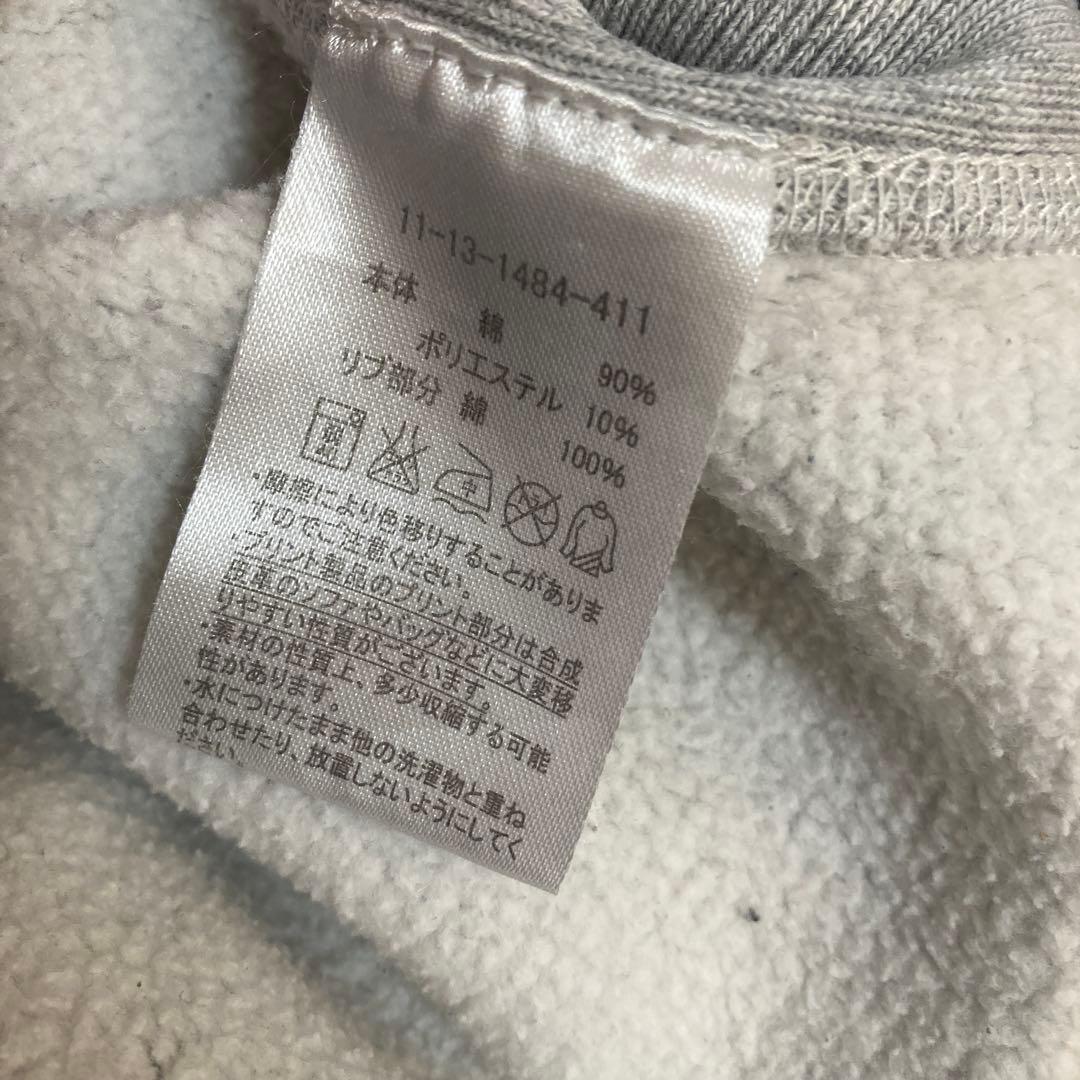 11-13-1484-411
本体 綿 90%
ポリエステル 10%
リブ部分 綿 100%
中
・摩擦により色移りすることがありま
すのでご注意ください。
・プリント製品のプリント部分は合成
皮革のソファやバッグなどに大変移
りやすい性質がございます。
・素材の性質上、多少収縮する可能
性があります。
・水につけたまま他の洗濯物と重ね
合わせたり、放置しないようにしてく
ださい。